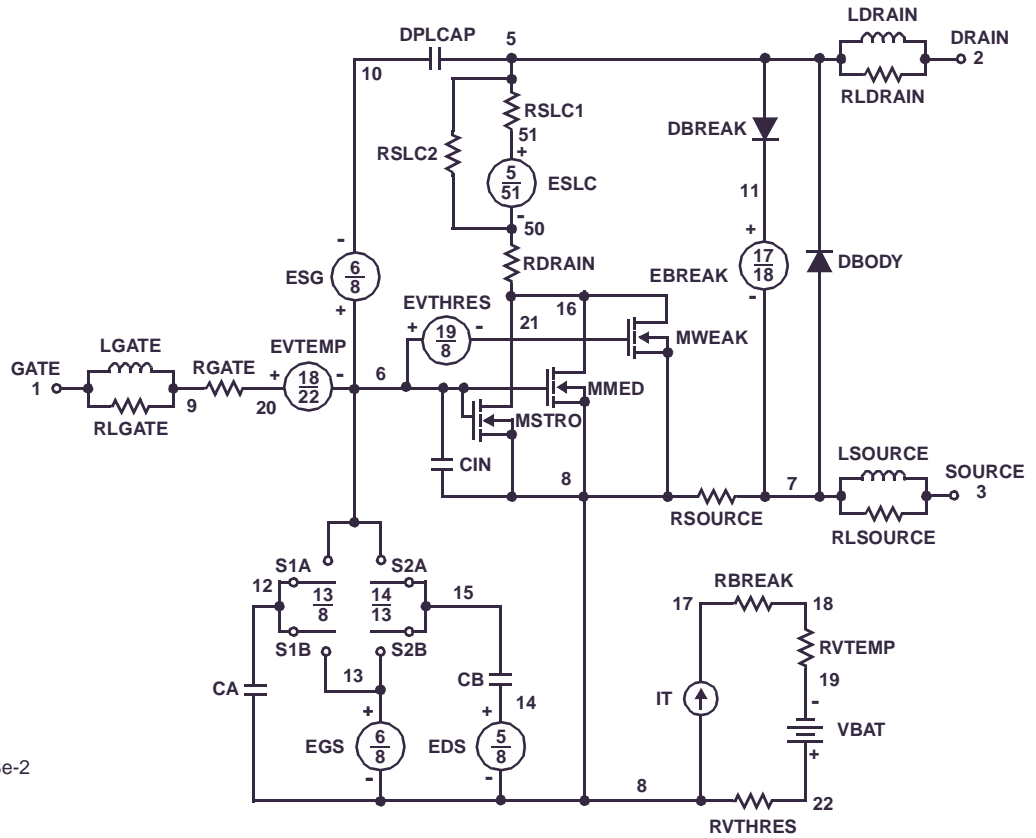 LDRAIN
DPLCAP
5
DRAIN
2
10
RLDRAIN
RSLC1
DBREAK
51
+
RSLC2
5
51
ESLC
11
-
50
-
+
17
18
RDRAIN
EBREAK
DBODY
ESG
6
8
-
EVTHRES
16
+
+
19
8
-
21
MWEAK
LGATE
EVTEMP
GATE
1
RGATE
+
18
22
-
6
MMED
9
20
RLGATE
MSTRO
LSOURCE
CIN
8
7
SOURCE
3
RSOURCE
RLSOURCE
S1A
S2A
12
13
8
14
13
15
RBREAK
17
18
S1B
S2B
RVTEMP
13
CB
19
CA
14
IT
-
+
+
VBAT
EGS
6
8
EDS
5
8
+
-
-
8
22
RVTHRES
e-2